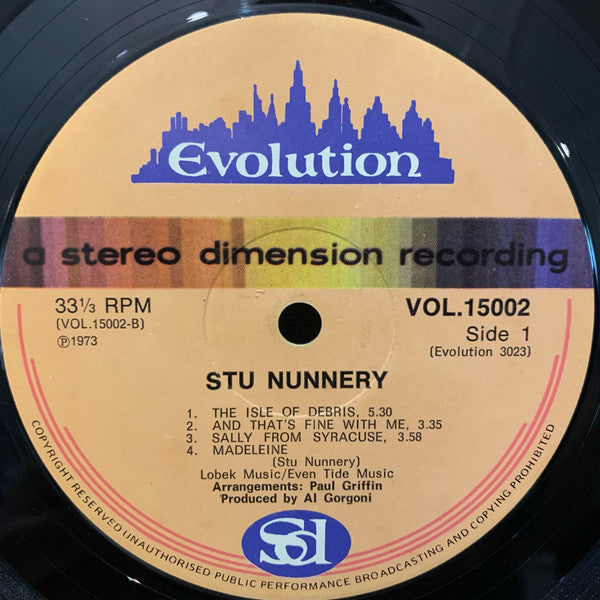 Evolution
a stereo dimension recording
33⅓ RPM
(VOL.15002-B)
℗1973
VOL.15002
Side 1
(Evolution 3023)
STU NUNNERY
1. THE ISLE OF DEBRIS, 5.30
2. AND THAT'S FINE WITH ME, 3.35
3. SALLY FROM SYRACUSE, 3.58
4. MADELEINE
(Stu Nunnery)
Lobek Music/Even Tide Music
Arrangements: Paul Griffin
Produced by Al Gorgoni
Sd
COPYRIGHT RESERVED UNAUTHORISED PUBLIC PERFORMANCE BROADCASTING AND COPYING PROHIBITED